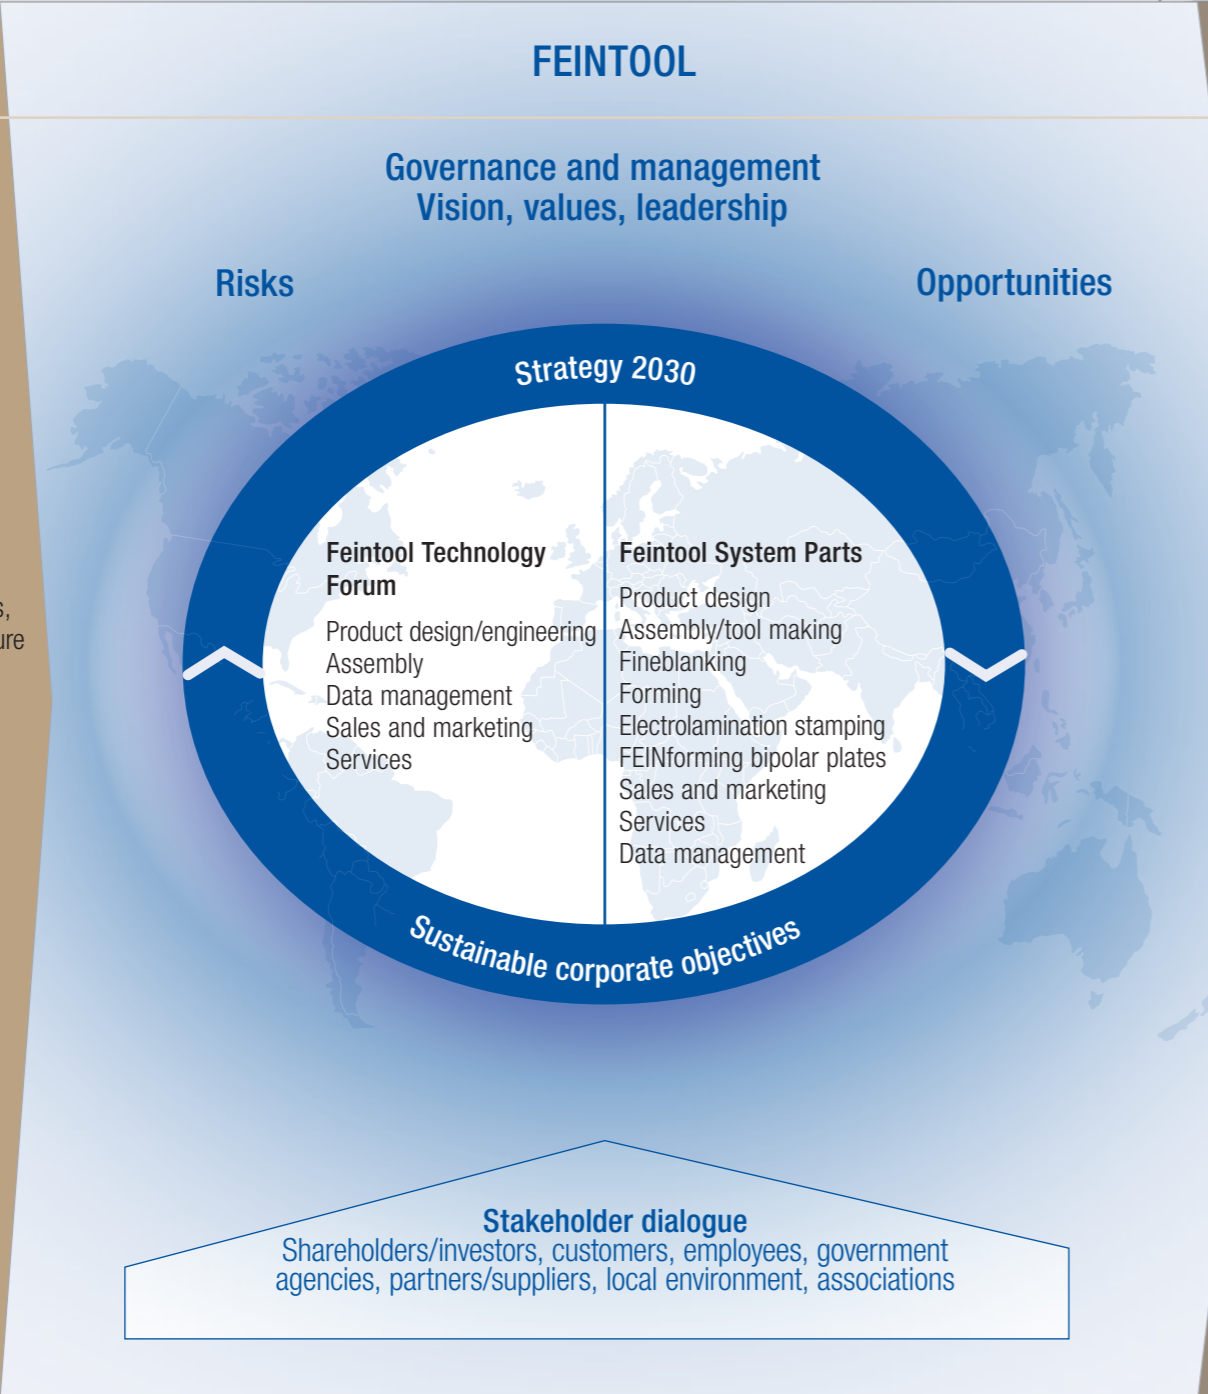 FEINTOOL
Governance and management
Vision, values, leadership
Risks
Opportunities
Strategy 2030
Feintool Technology
Forum
Product design/engineering
Assembly
Data management
Sales and marketing
Services
Feintool System Parts
Product design
Assembly/tool making
Fineblanking
Forming
Electrolamination stamping
FEINforming bipolar plates
Sales and marketing
Services
Data management
Sustainable corporate objectives
Stakeholder dialogue
Shareholders/investors, customers, employees, government
agencies, partners/suppliers, local environment, associations